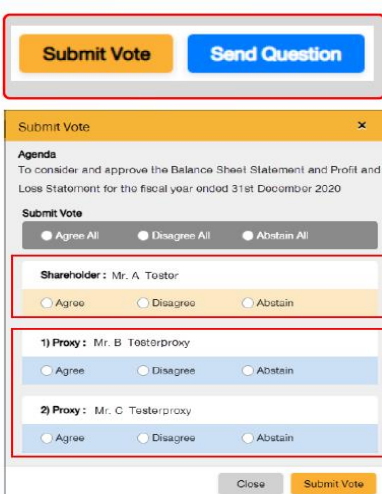 Submit Vote Send Question
Submit Vote ×
Agenda
To consider and approve the Balance Sheet Statement and Profit and
Loss Statement for the fiscal year ended 31st December 2020
Submit Vote
Agree All Disagree All Abstain All
Shareholder : Mr. A Tester
Agree Disagree Abstain
1) Proxy : Mr. B Testerproxy
Agree Disagree Abstain
2) Proxy : Mr. C Testerproxy
Agree Disagree Abstain
Close Submit Vote